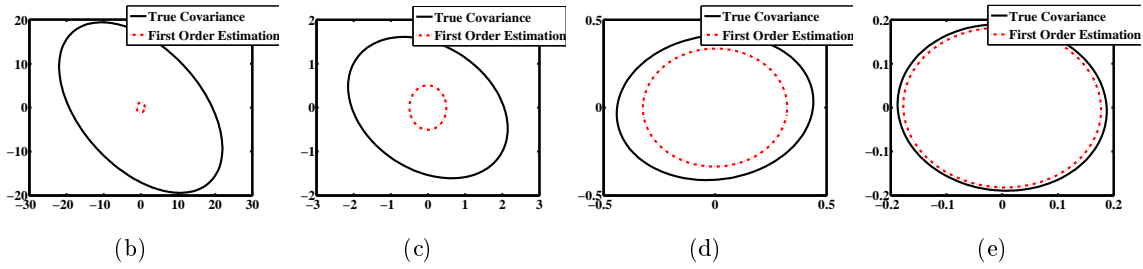 True Covariance
First Order Estimation
20
10
0
−10
−20
−30 −20 −10 0 10 20 30
(b)
True Covariance
First Order Estimation
2
1
0
−1
−2
−3 −2 −1 0 1 2 3
(c)
True Covariance
First Order Estimation
0.5
0
−0.5
−0.5 0 0.5
(d)
True Covariance
First Order Estimation
0.2
0.1
0
−0.1
−0.2
−0.2 −0.1 0 0.1 0.2
(e)